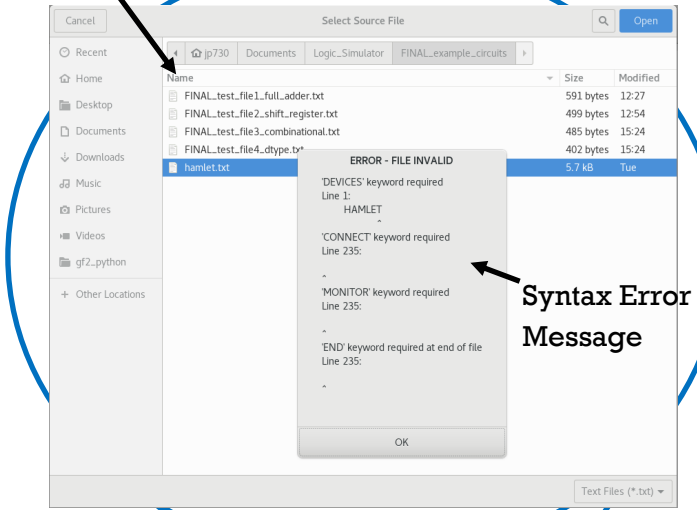 Cancel Select Source File Open
Recent
Home
Desktop
Documents
Downloads
Music
Pictures
Videos
gf2_python
+ Other Locations
jp730 Documents Logic_Simulator FINAL_example_circuits
Name Size Modified
FINAL_test_file1_full_adder.txt 591 bytes 12:27
FINAL_test_file2_shift_register.txt 499 bytes 12:54
FINAL_test_file3_combinational.txt 485 bytes 15:24
FINAL_test_file4_dtype.txt 402 bytes 15:24
hamlet.txt 5.7 kB Tue
ERROR - FILE INVALID
'DEVICES' keyword required
Line 1:
HAMLET
^
'CONNECT' keyword required
Line 235:
^
'MONITOR' keyword required
Line 235:
^
'END' keyword required at end of file
Line 235:
^
OK
Syntax Error
Message
Text Files (*.txt)